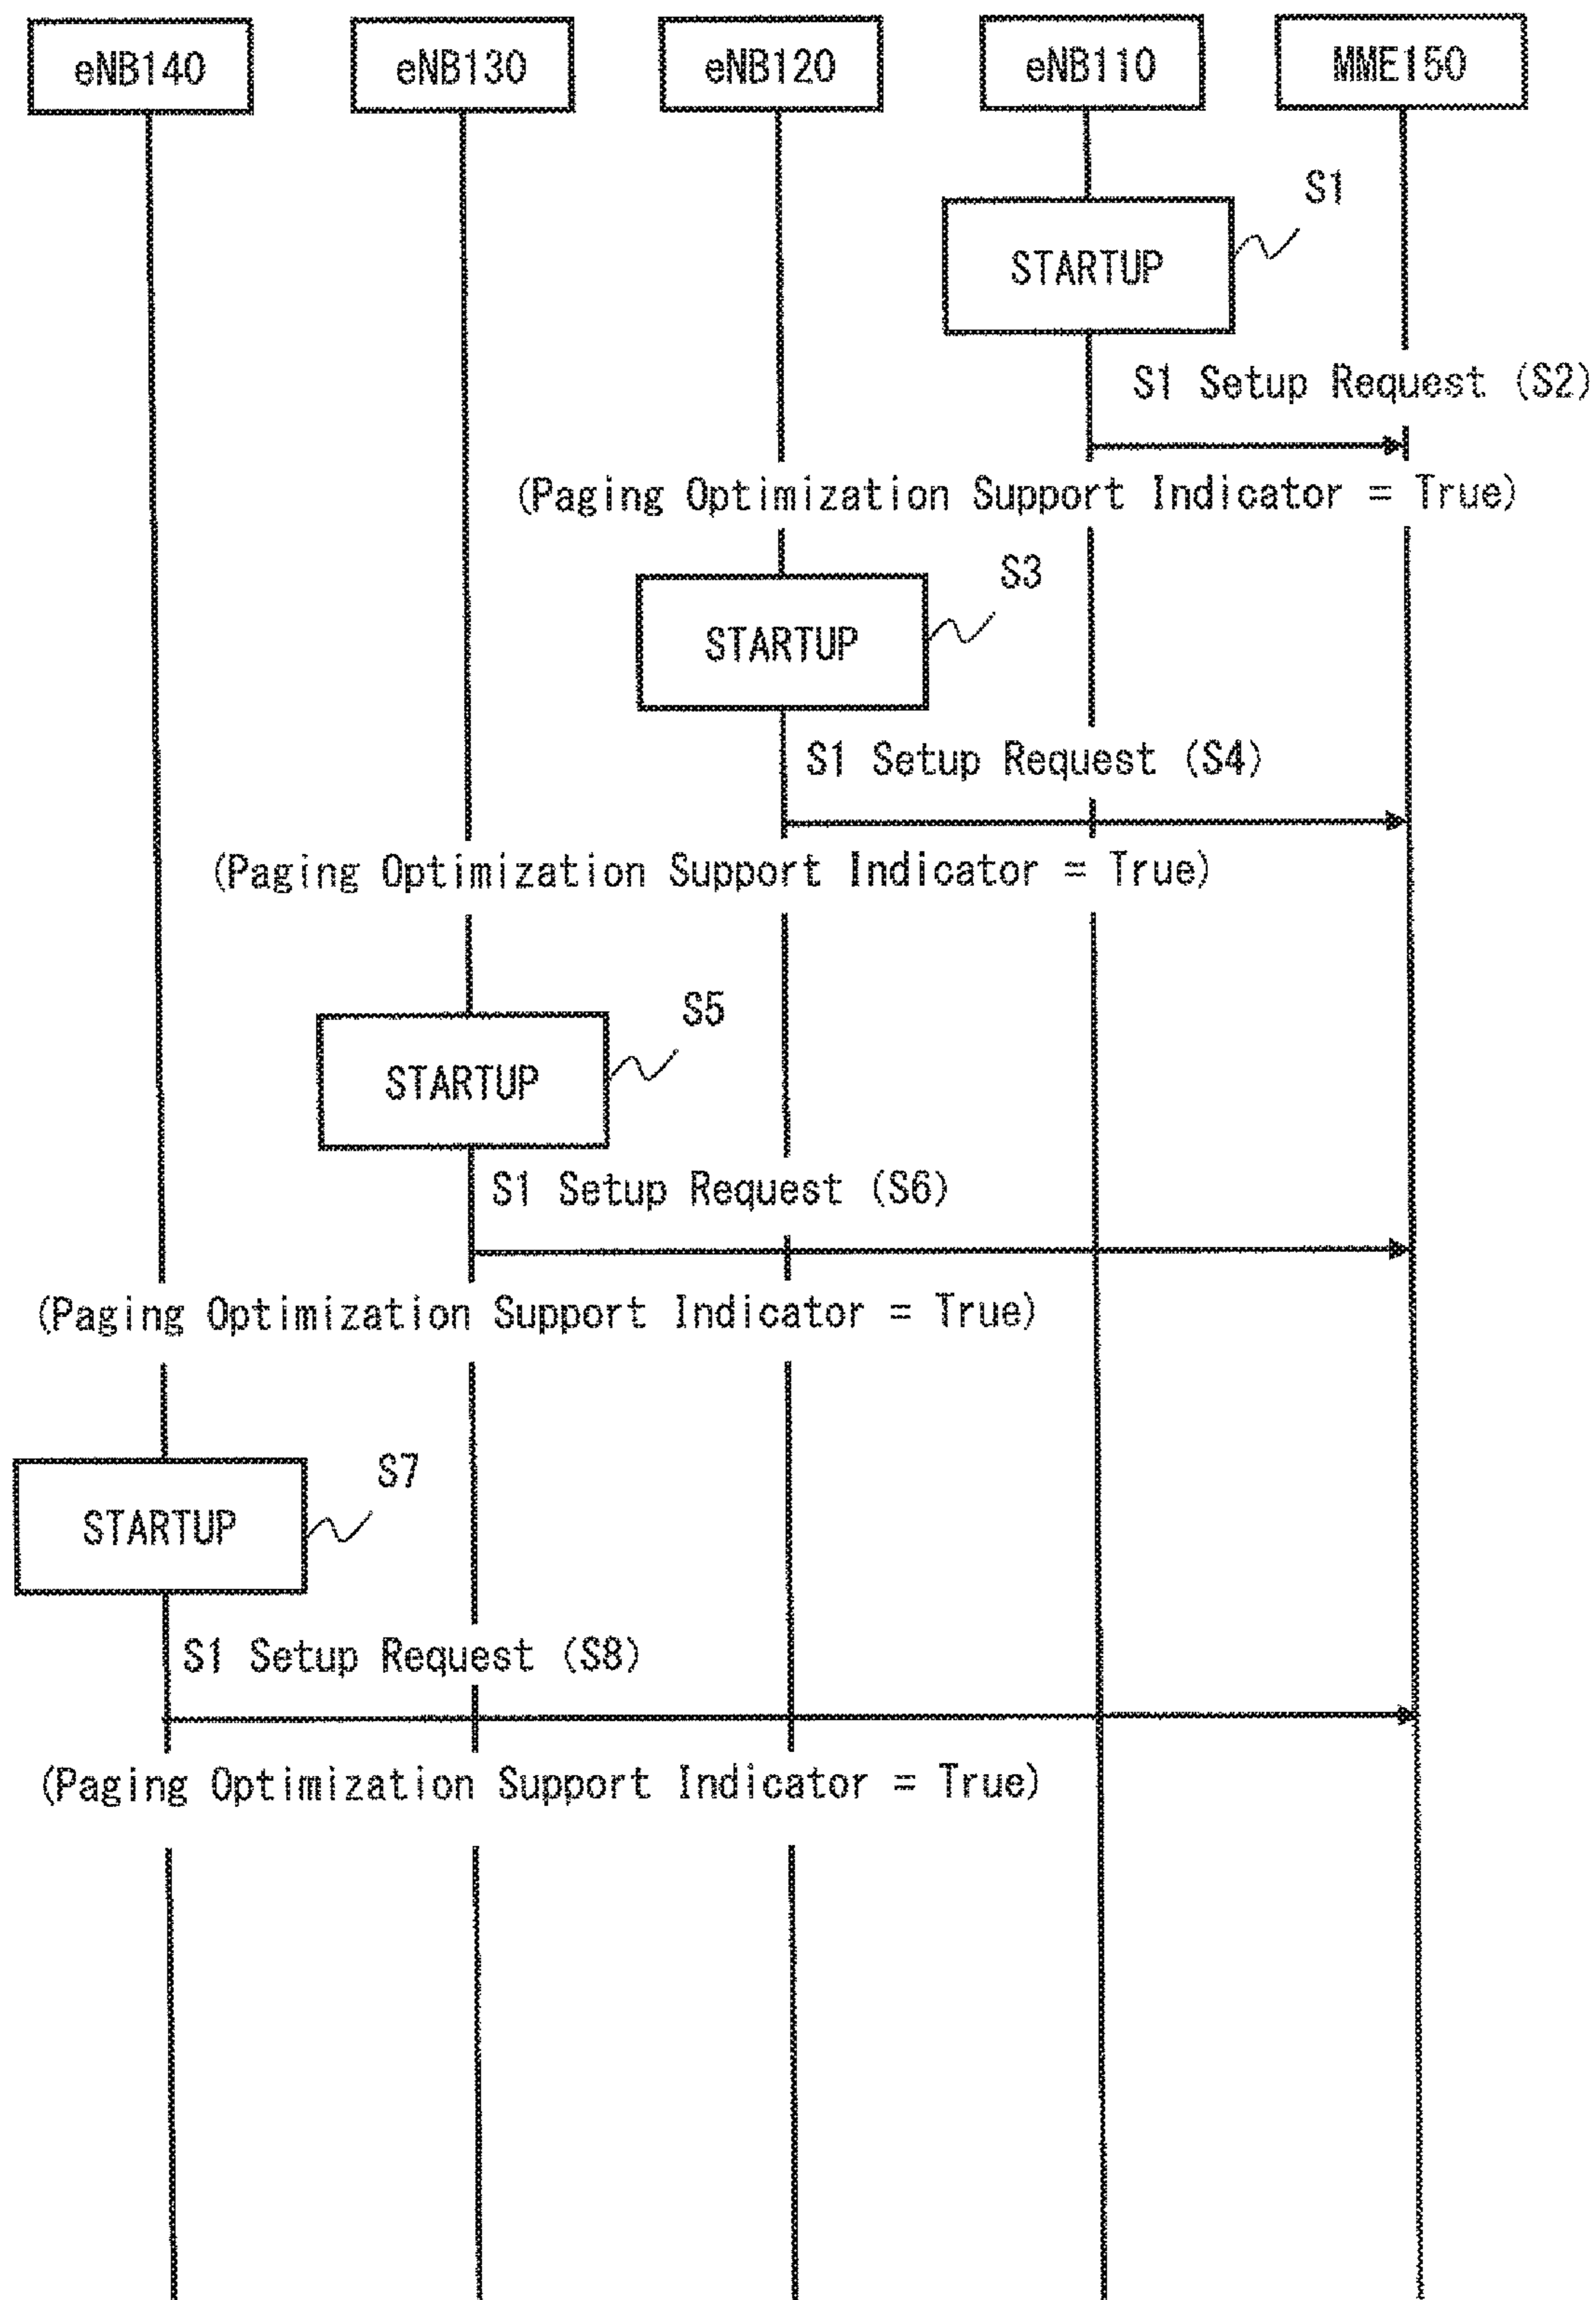 eNB140 eNB130 eNB120 eNB110 MME150
S1
STARTUP
S1 Setup Request (S2)
(Paging Optimization Support Indicator = True)
S3
STARTUP
S1 Setup Request (S4)
(Paging Optimization Support Indicator = True)
S5
STARTUP
S1 Setup Request (S6)
(Paging Optimization Support Indicator = True)
S7
STARTUP
S1 Setup Request (S8)
(Paging Optimization Support Indicator = True)